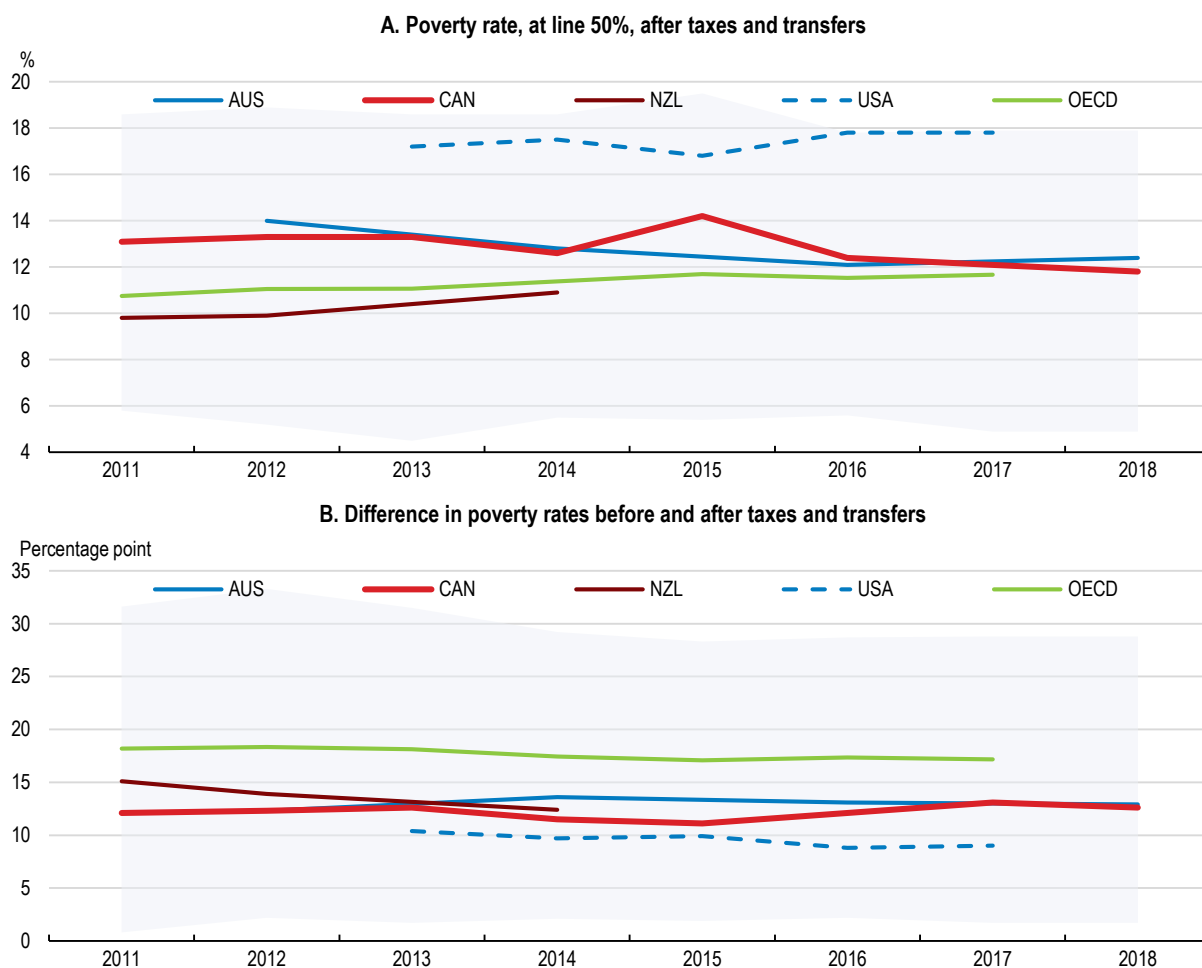 A. Poverty rate, at line 50%, after taxes and transfers
%
20
AUS CAN NZL USA OECD
18
16
14
12
10
8
6
4
2011 2012 2013 2014 2015 2016 2017 2018
B. Difference in poverty rates before and after taxes and transfers
Percentage point
35
AUS CAN NZL USA OECD
30
25
20
15
10
5
0
2011 2012 2013 2014 2015 2016 2017 2018